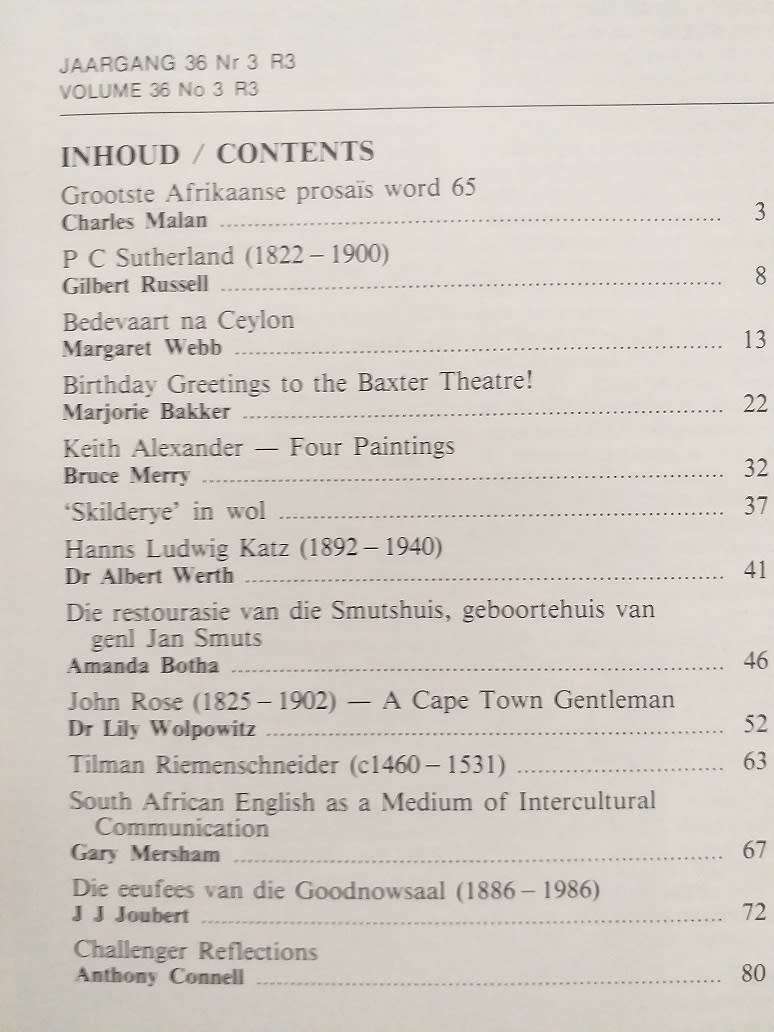 JAARGANG 36 Nr 3 R3
VOLUME 36 No 3 R3
INHOUD / CONTENTS
Grootste Afrikaanse prosaïs word 65
Charles Malan ........ 3
P C Sutherland (1822 – 1900)
Gilbert Russell ........ 8
Bedevaart na Ceylon
Margaret Webb ........ 13
Birthday Greetings to the Baxter Theatre!
Marjorie Bakker ........ 22
Keith Alexander — Four Paintings
Bruce Merry ........ 32
‘Skilderye’ in wol ........ 37
Hanns Ludwig Katz (1892 – 1940)
Dr Albert Werth ........ 41
Die restourasie van die Smutshuis, geboortehuis van
genl Jan Smuts
Amanda Botha ........ 46
John Rose (1825 – 1902) — A Cape Town Gentleman
Dr Lily Wolpowitz ........ 52
Tilman Riemenschneider (c1460 – 1531) ........ 63
South African English as a Medium of Intercultural
Communication
Gary Mersham ........ 67
Die eeufees van die Goodnowsaal (1886 – 1986)
J J Joubert ........ 72
Challenger Reflections
Anthony Connell ........ 80